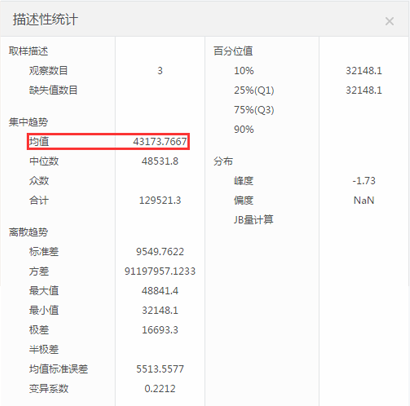 描述性统计
取样描述
观察数目 3
缺失值数目
集中趋势
均值 43173.7667
中位数 48531.8
众数
合计 129521.3
离散趋势
标准差 9549.7622
方差 91197957.1233
最大值 48841.4
最小值 32148.1
极差 16693.3
半极差
均值标准误差 5513.5577
变异系数 0.2212
百分位值
10% 32148.1
25%(Q1) 32148.1
75%(Q3)
90%
分布
峰度 -1.73
偏度 NaN
JB量计算